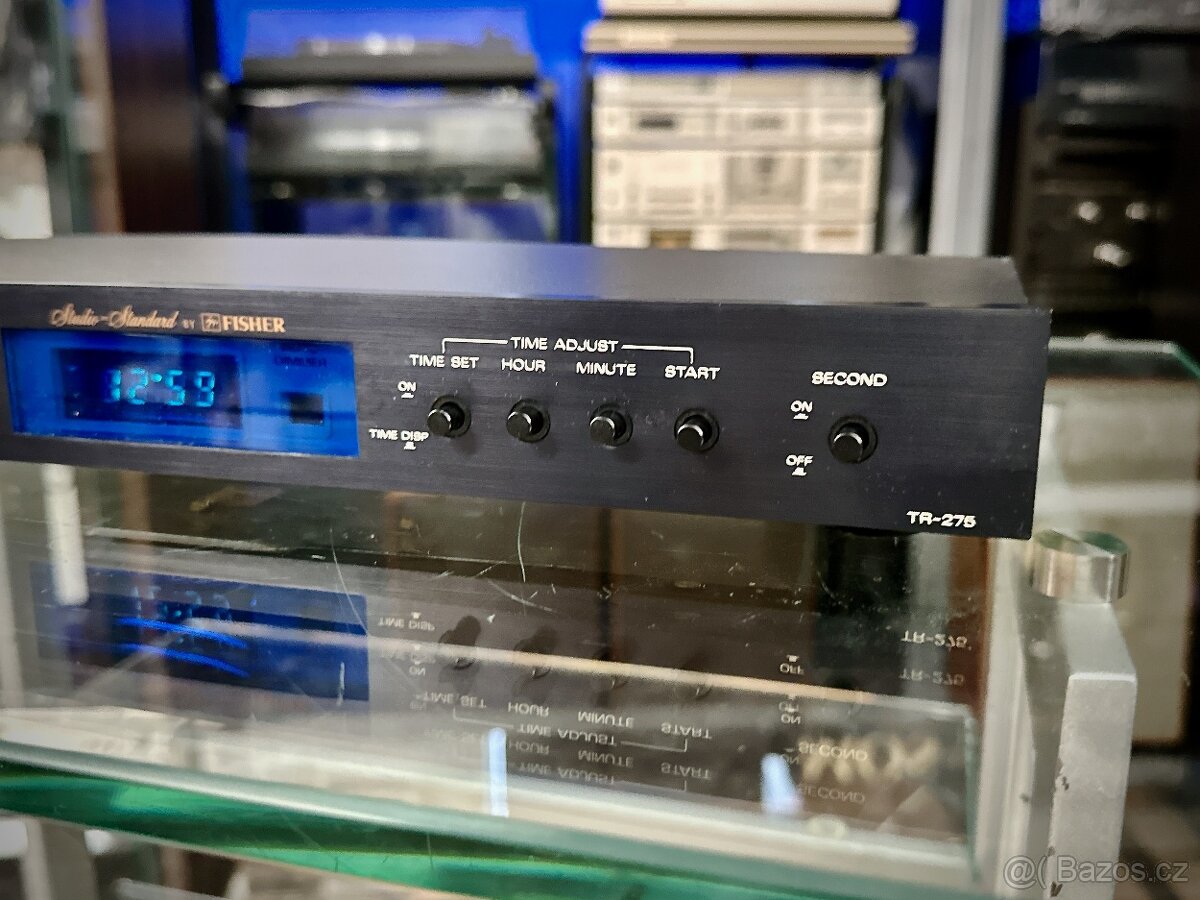 Studio-Standard BY FISHER
12:59
DIMMER
TIME ADJUST
TIME SET HOUR MINUTE START
ON
TIME DISP
SECOND
ON
OFF
TR-275
@( Bazos.cz